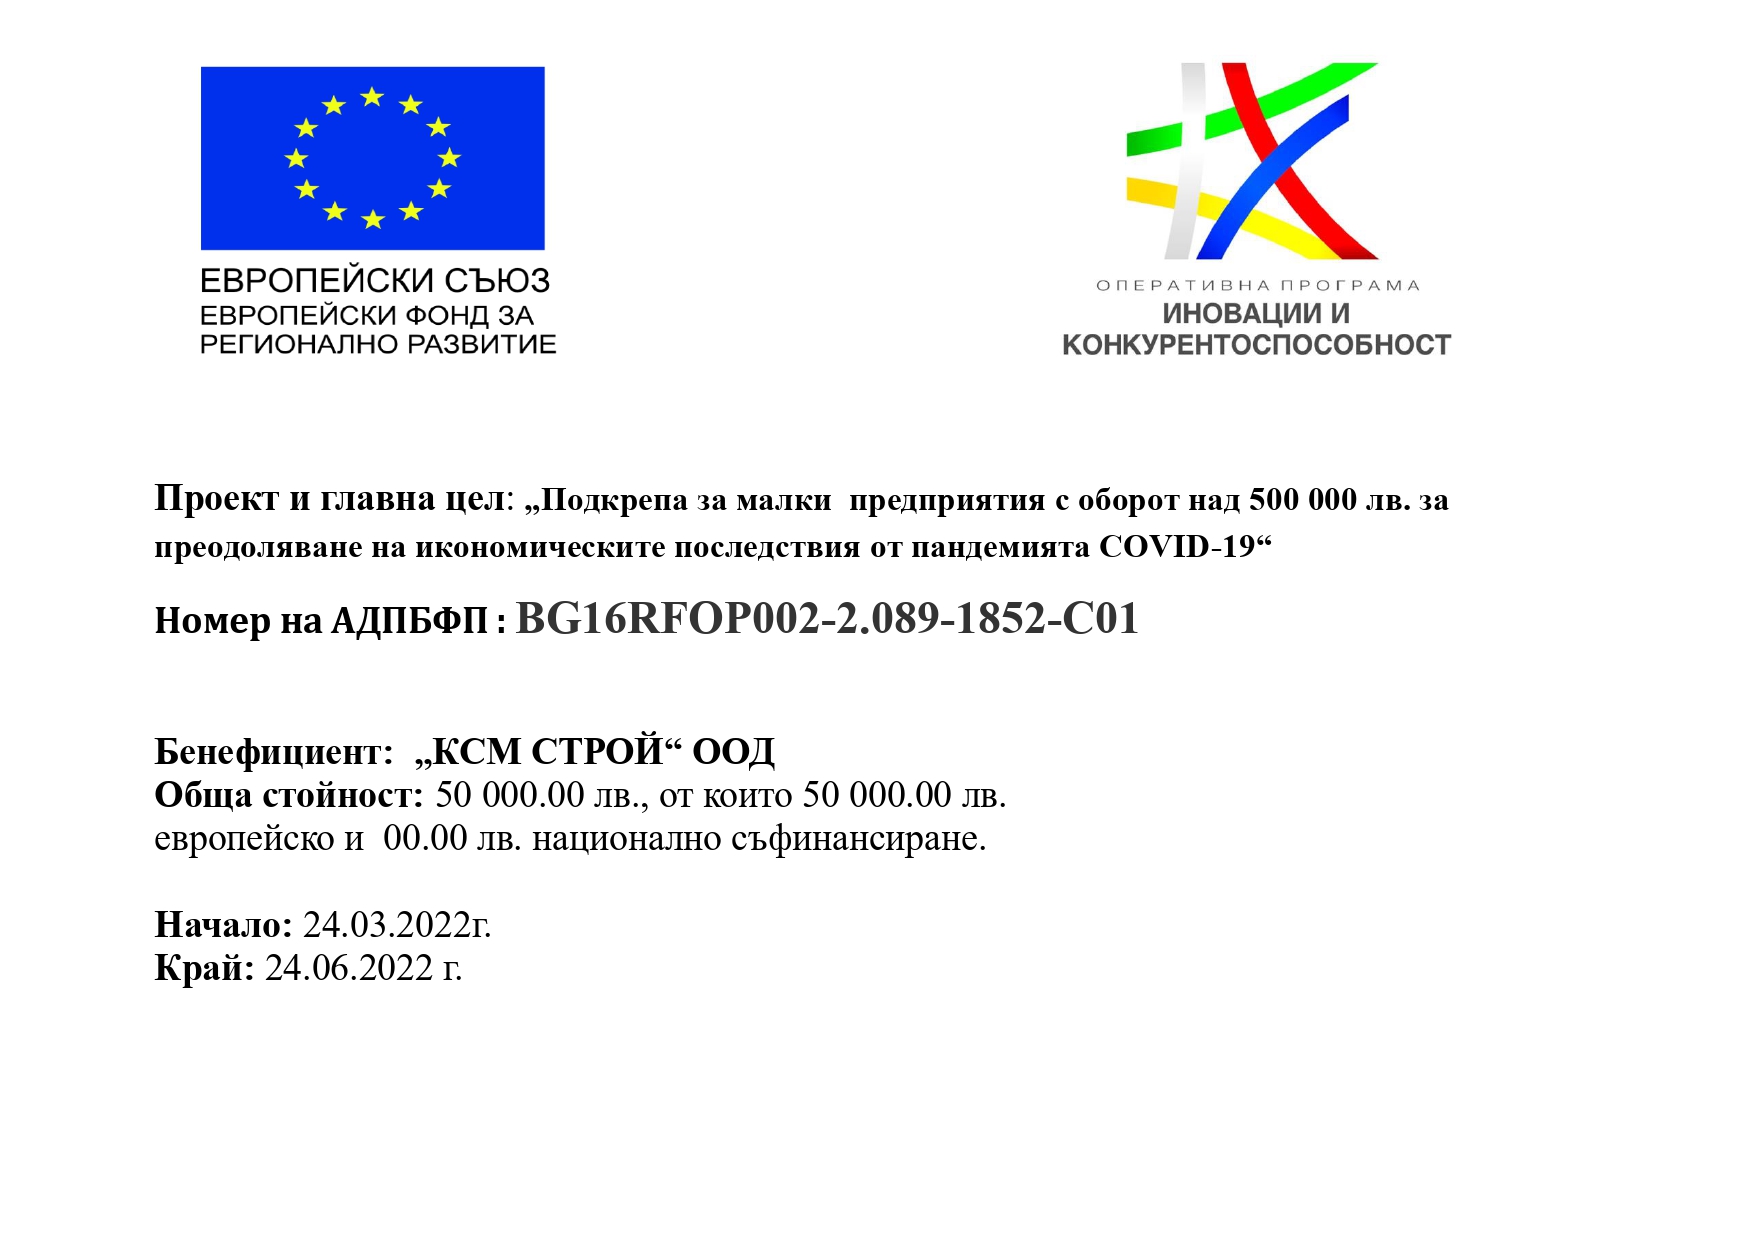 ЕВРОПЕЙСКИ СЪЮЗ
ЕВРОПЕЙСКИ ФОНД ЗА
РЕГИОНАЛНО РАЗВИТИЕ
ОПЕРАТИВНА ПРОГРАМА
ИНОВАЦИИ И
КОНКУРЕНТОСПОСОБНОСТ
Проект и главна цел: „Подкрепа за малки  предприятия с оборот над 500 000 лв. за
преодоляване на икономическите последствия от пандемията COVID-19“
Номер на АДПБФП : BG16RFOP002-2.089-1852-C01
Бенефициент:  „КСМ СТРОЙ“ ООД
Обща стойност: 50 000.00 лв., от които 50 000.00 лв.
европейско и  00.00 лв. национално съфинансиране.
Начало: 24.03.2022г.
Край: 24.06.2022 г.